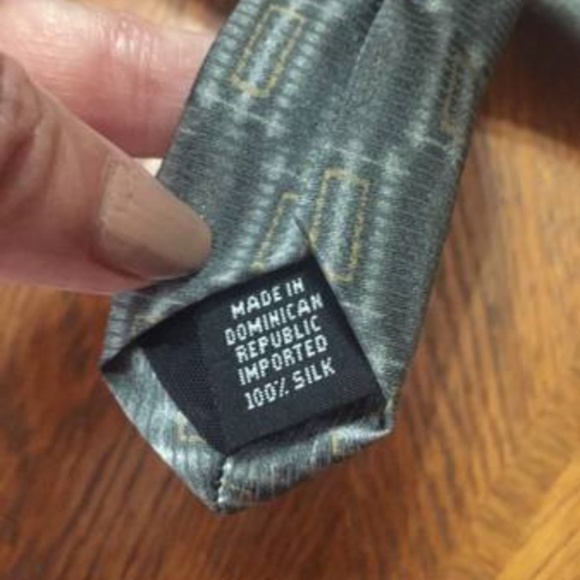 MADE IN
DOMINICAN
REPUBLIC
IMPORTED
100% SILK